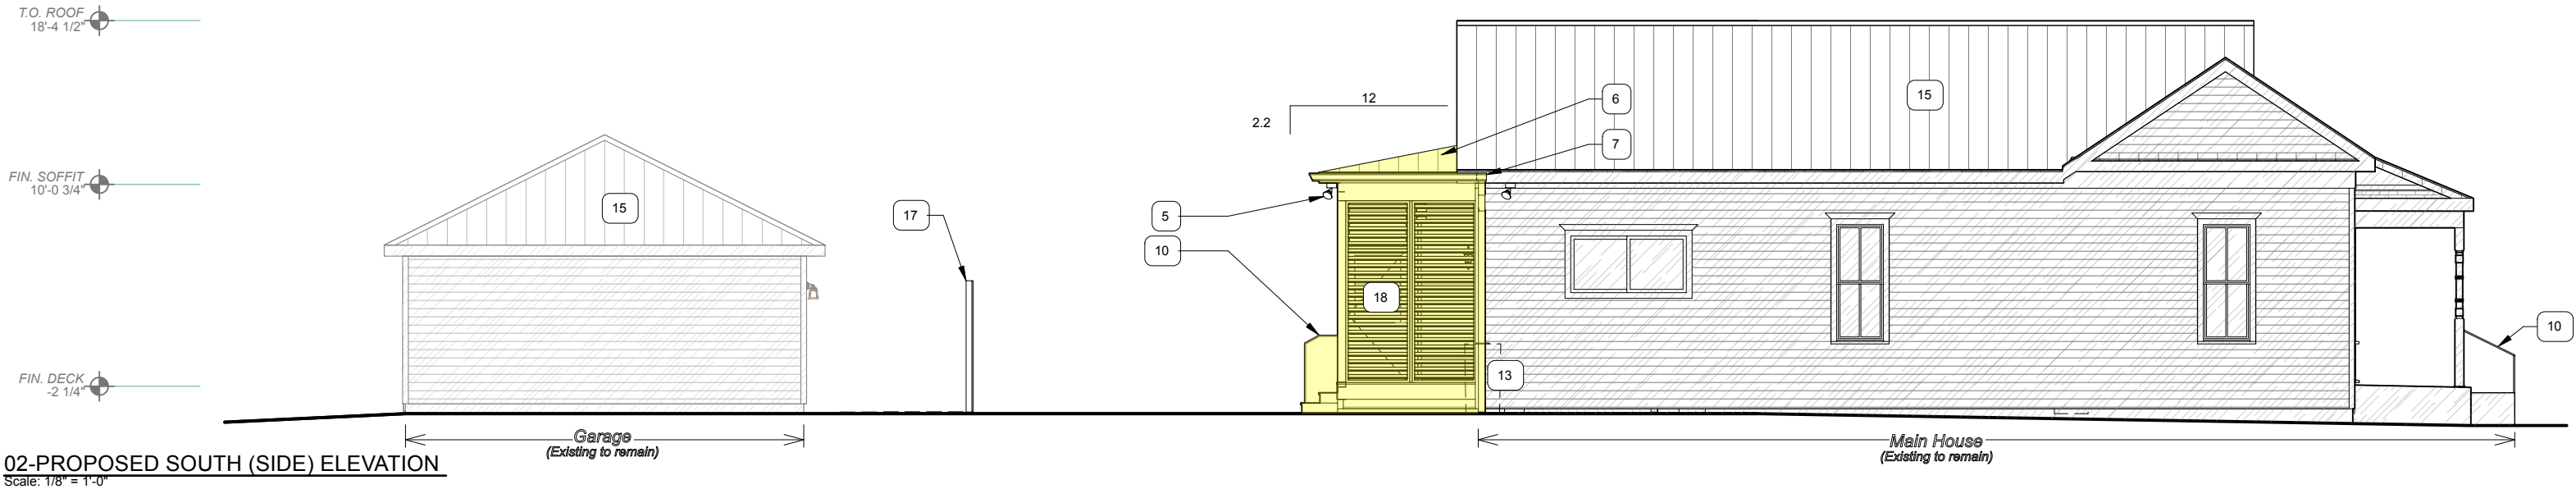 T.O. ROOF
18'-4 1/2"
12
2.2
6
15
7
FIN. SOFFIT
10'-0 3/4"
15
17
5
10
18
10
13
FIN. DECK
-2 1/4"
Garage
(Existing to remain)
Main House
(Existing to remain)
02-PROPOSED SOUTH (SIDE) ELEVATION
Scale: 1/8" = 1'-0"